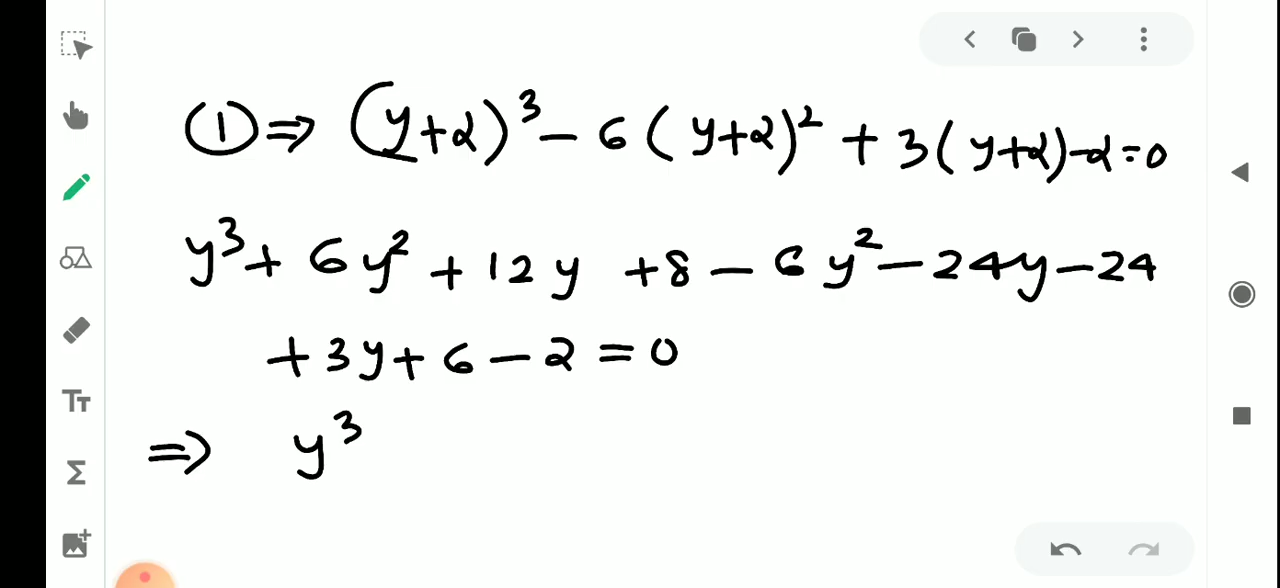 (1) ⇒ (y+2)³ − 6(y+2)² + 3(y+2)−2=0
y³ + 6y² + 12y +8 − 6y² − 24y − 24
+ 3y + 6 − 2 = 0
⇒ y³
Tт
Σ